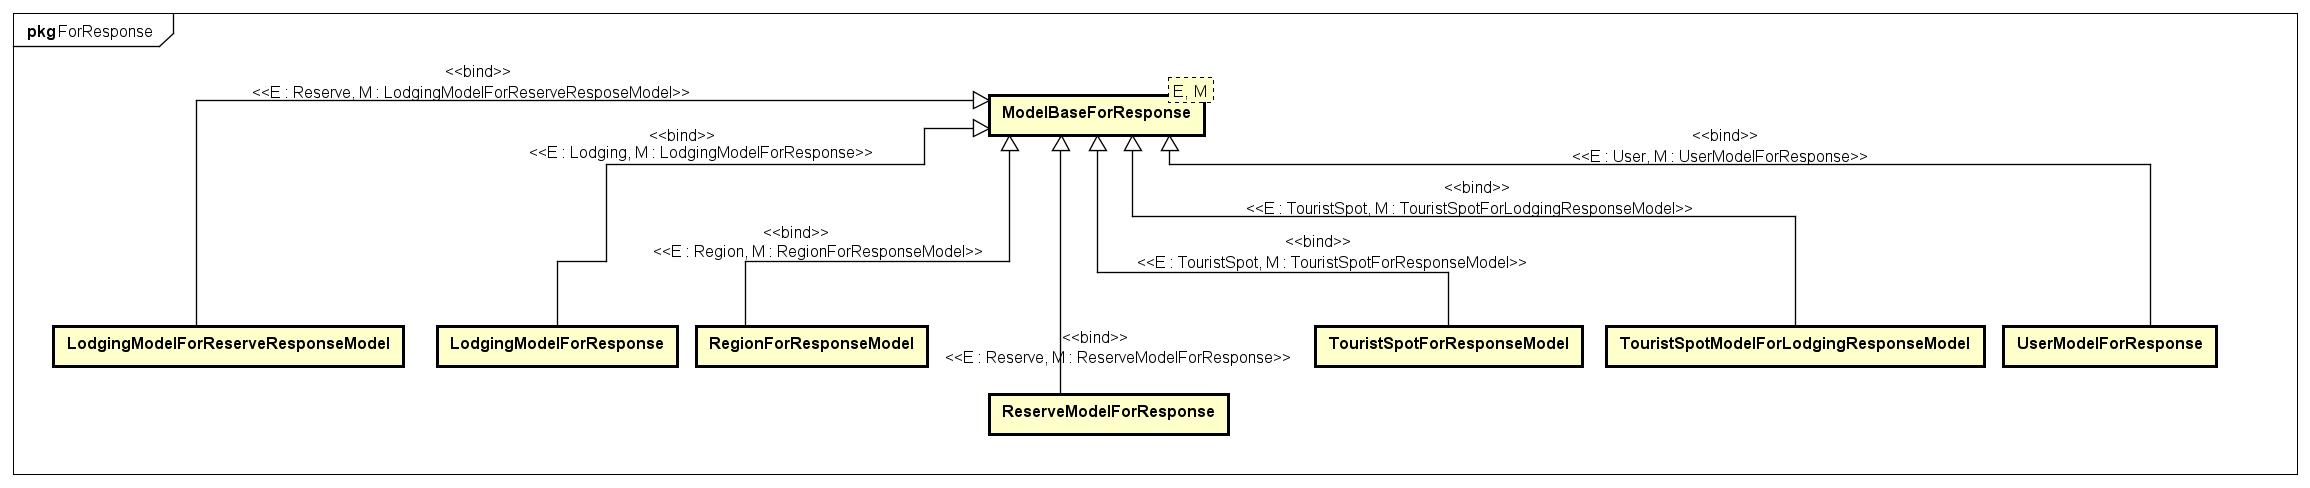 pkg ForResponse
<<bind>>
<<E : Reserve, M : LodgingModelForReserveResposeModel>>
E, M
ModelBaseForResponse
<<bind>>
<<E : Lodging, M : LodgingModelForResponse>>
<<bind>>
<<E : User, M : UserModelForResponse>>
<<bind>>
<<E : TouristSpot, M : TouristSpotForLodgingResponseModel>>
<<bind>>
<<E : Region, M : RegionForResponseModel>>
<<bind>>
<<E : TouristSpot, M : TouristSpotForResponseModel>>
LodgingModelForReserveResponseModel
LodgingModelForResponse
RegionForResponseModel
<<bind>>
<<E : Reserve, M : ReserveModelForResponse>>
TouristSpotForResponseModel
TouristSpotModelForLodgingResponseModel
UserModelForResponse
ReserveModelForResponse